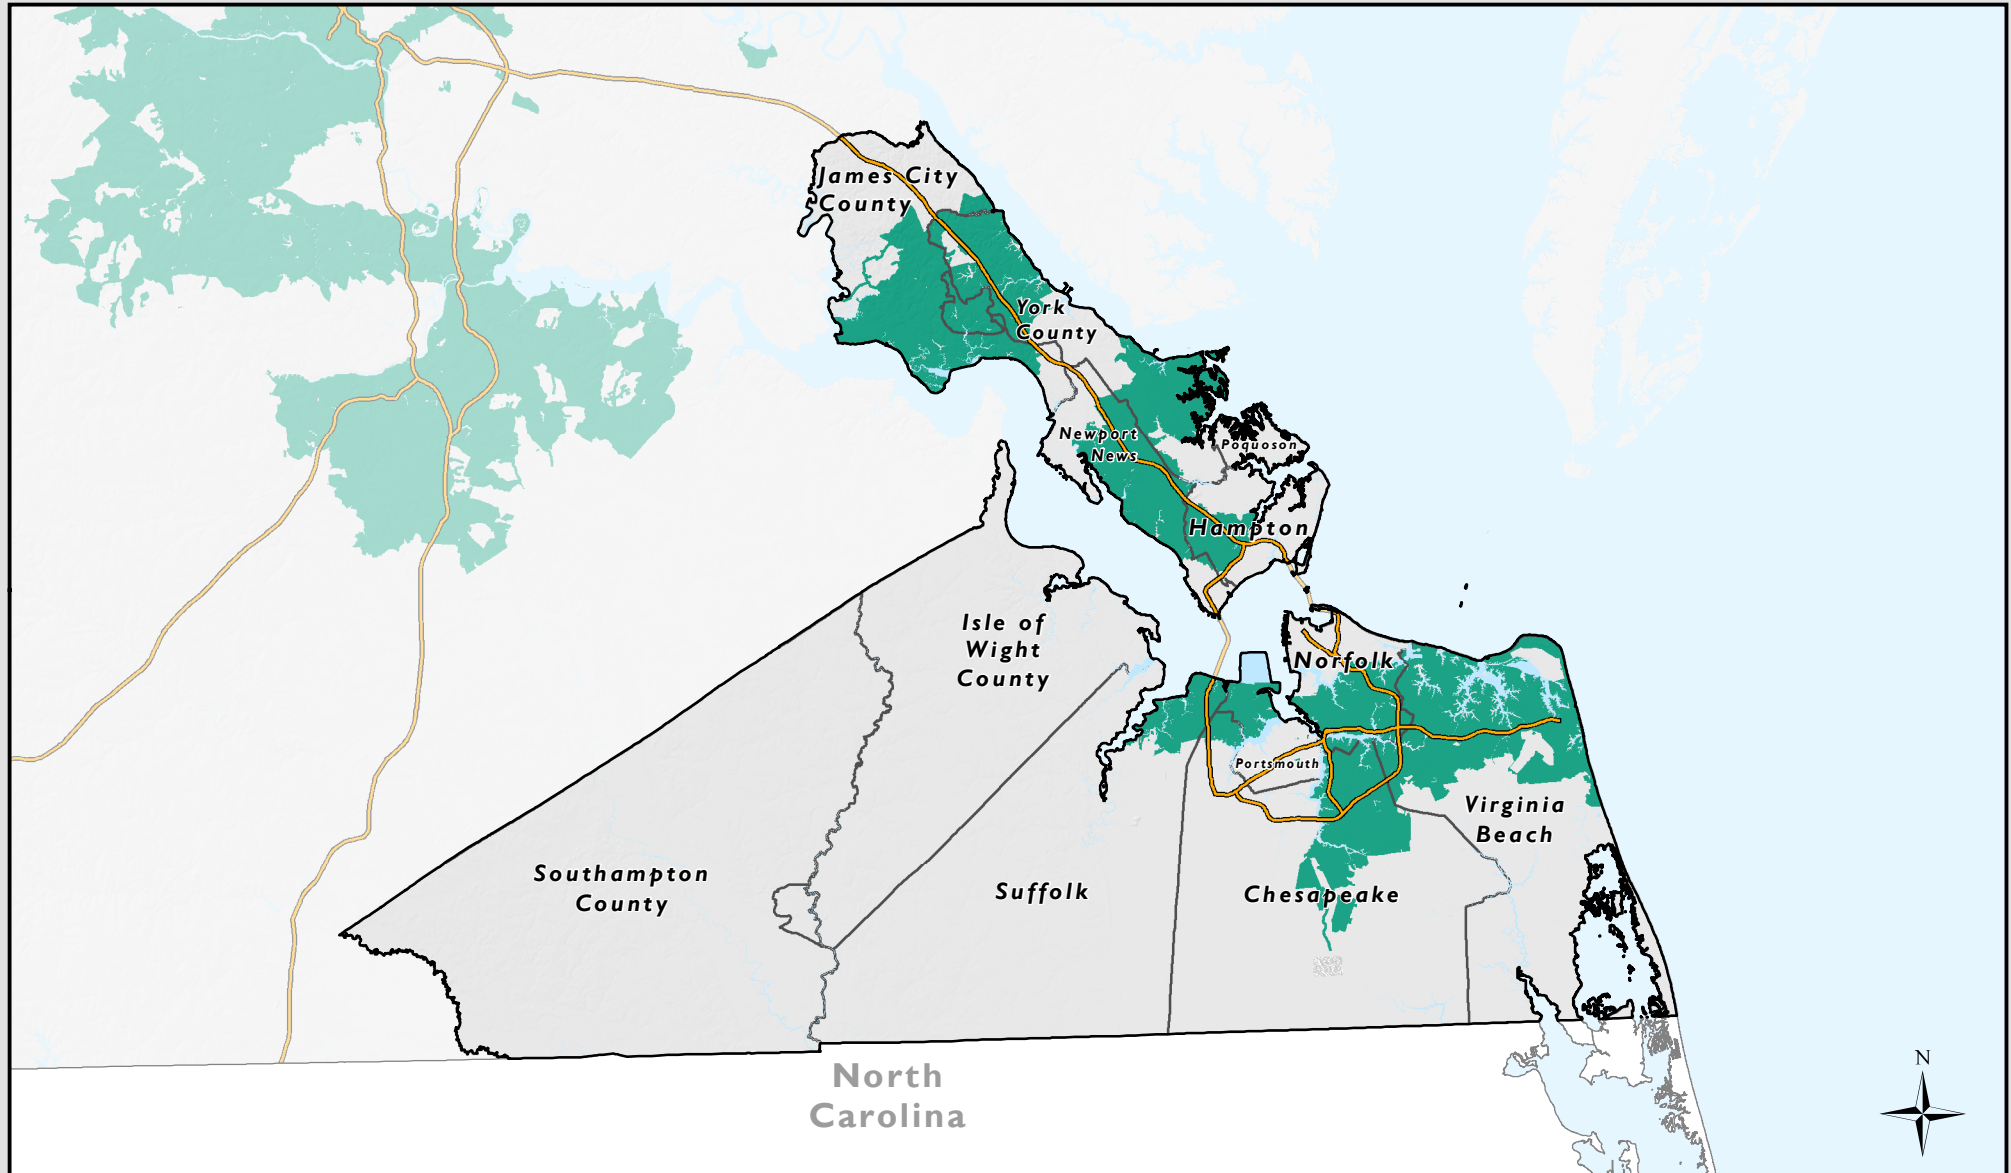 James City
County
York
County
Newport
News
Poquoson
Hampton
Isle of
Wight
County
Norfolk
Portsmouth
Virginia
Beach
Southampton
County
Suffolk
Chesapeake
North
Carolina
N